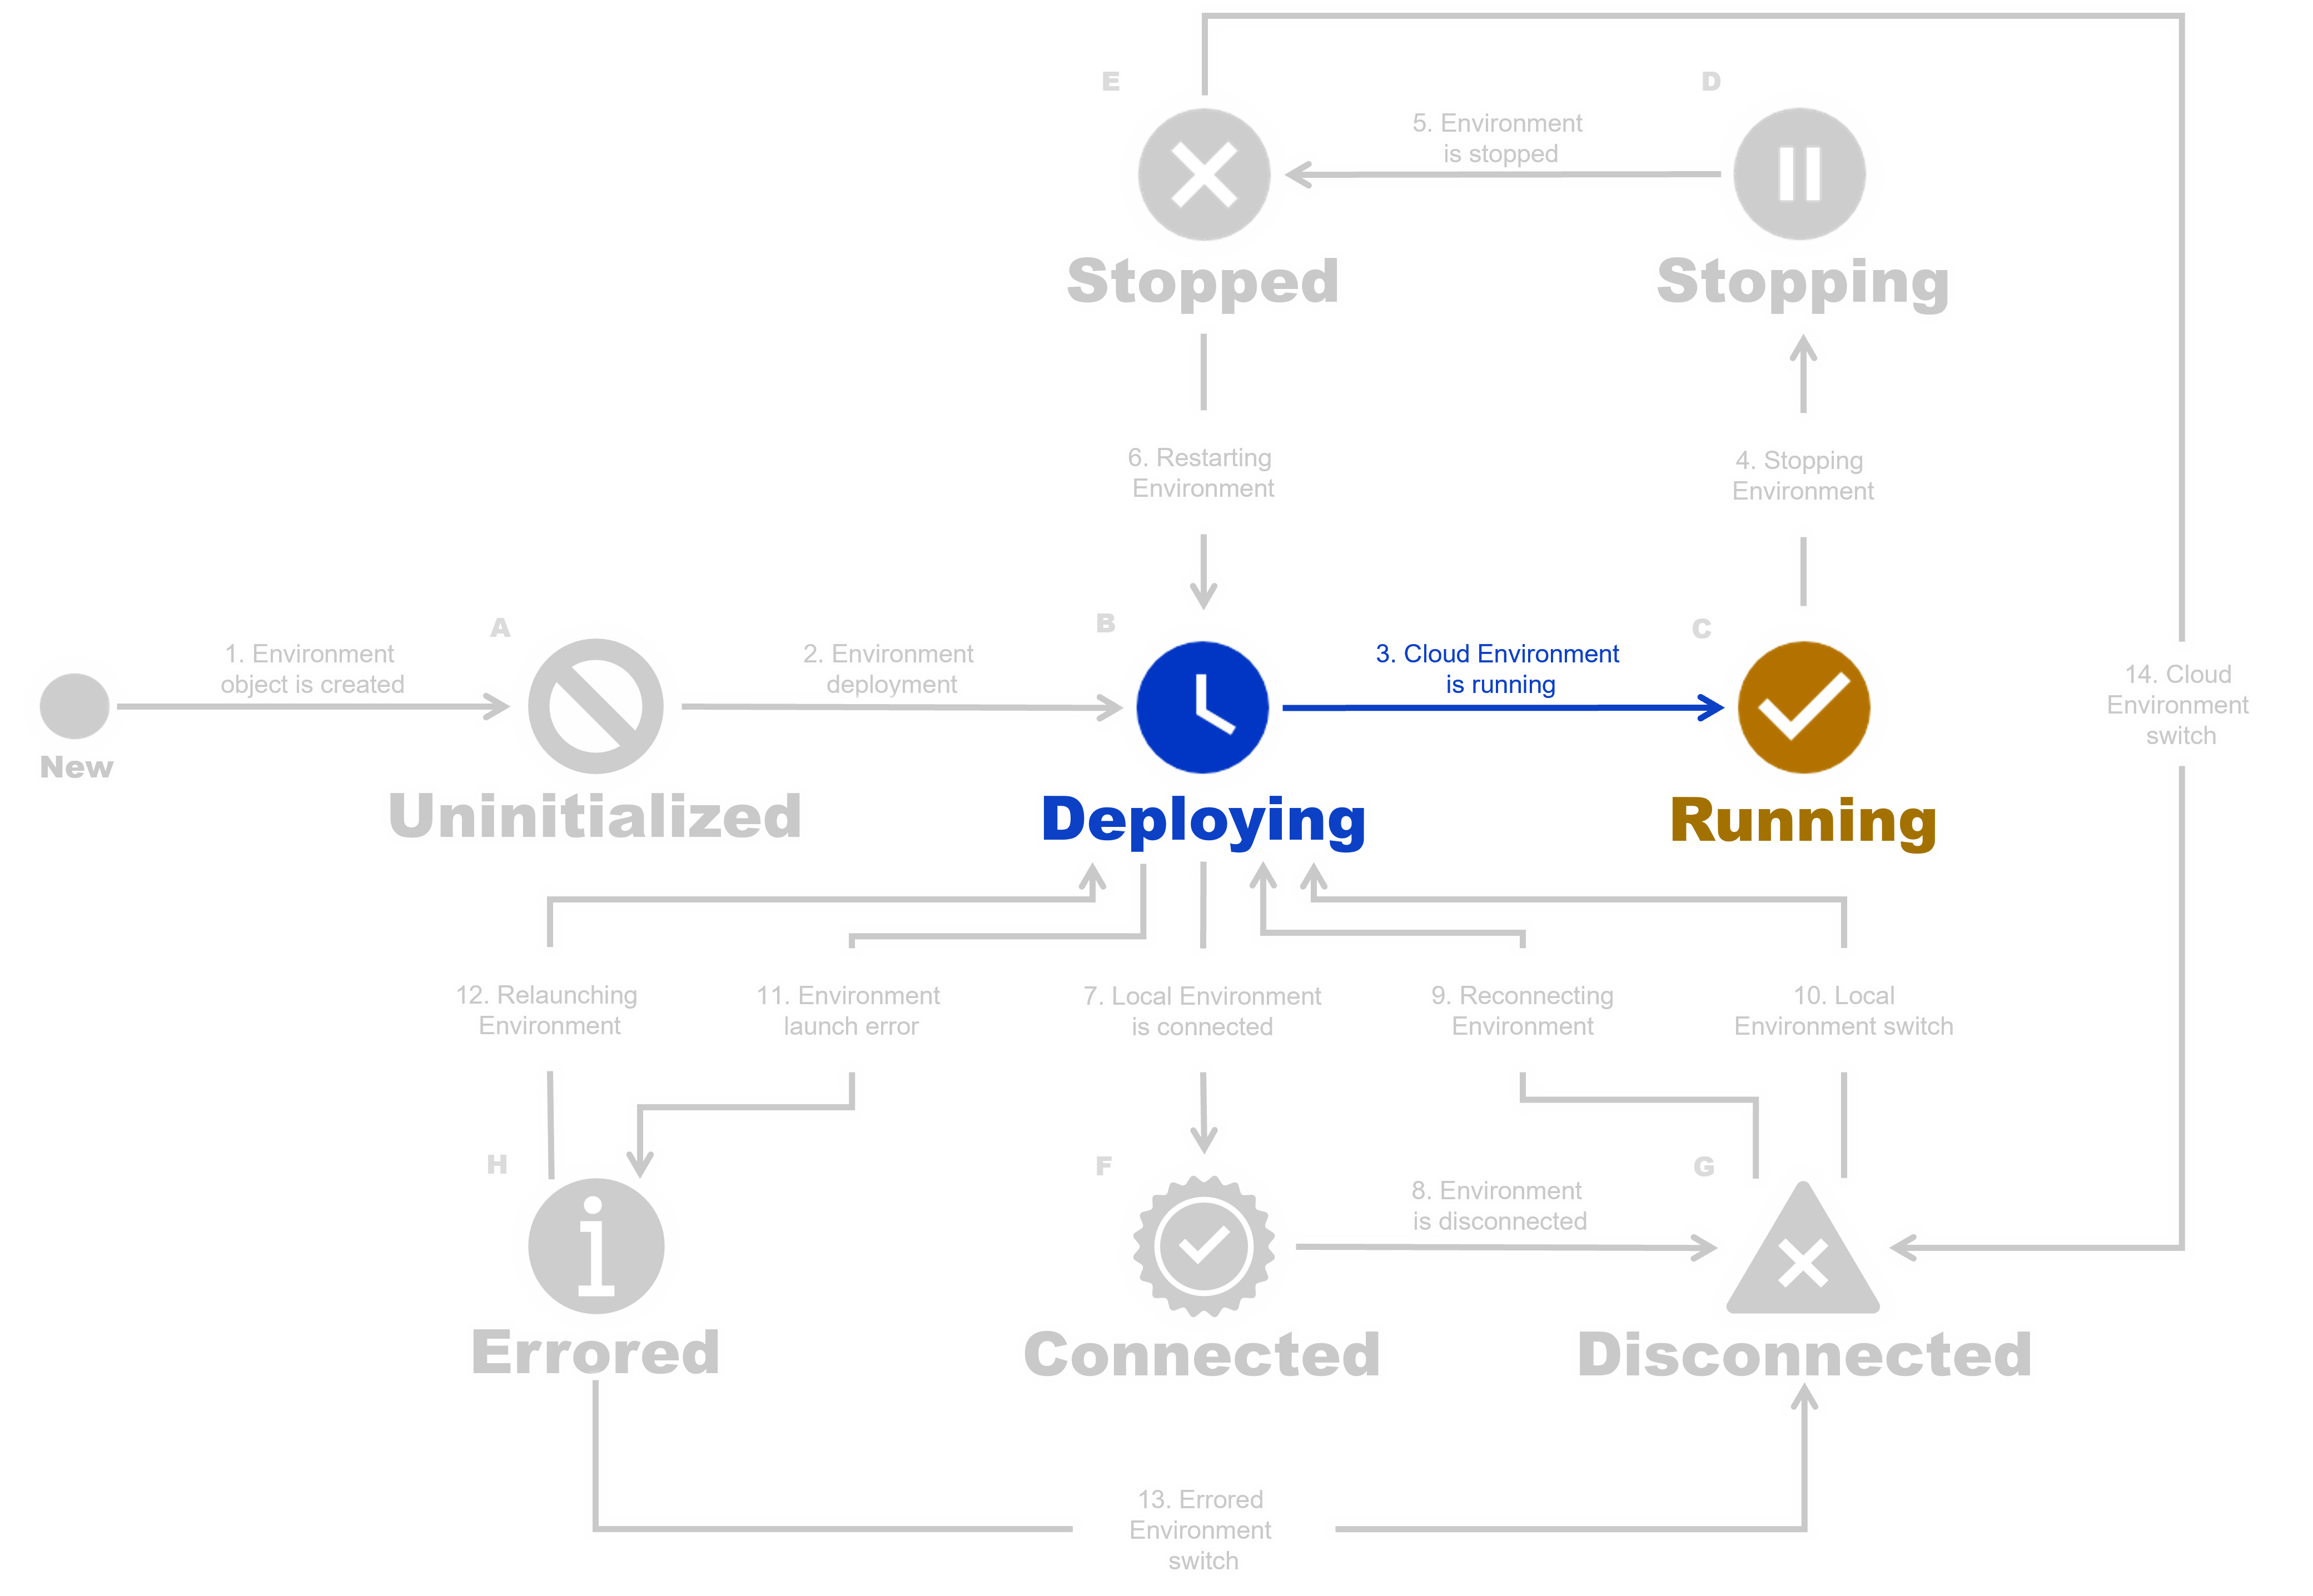 E
D
5. Environment
is stopped
Stopped
Stopping
6. Restarting
Environment
4. Stopping
Environment
A
B
C
1. Environment
object is created
2. Environment
deployment
3. Cloud Environment
is running
14. Cloud
Environment
switch
New
Uninitialized
Deploying
Running
12. Relaunching
Environment
11. Environment
launch error
7. Local Environment
is connected
9. Reconnecting
Environment
10. Local
Environment switch
H
F
G
8. Environment
is disconnected
Errored
Connected
Disconnected
13. Errored
Environment
switch